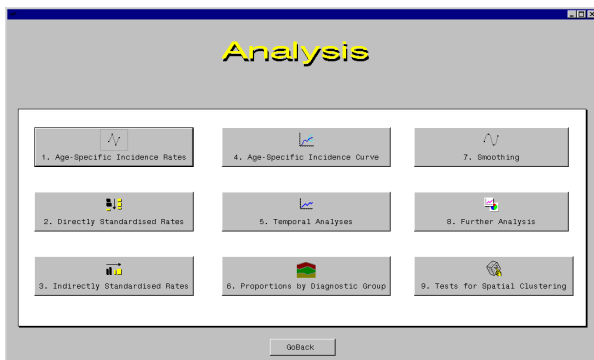 Analysis
1. Age-Specific Incidence Rates
4. Age-Specific Incidence Curve
7. Smoothing
2. Directly Standardised Rates
5. Temporal Analyses
8. Further Analysis
3. Indirectly Standardised Rates
6. Proportions by Diagnostic Group
9. Tests for Spatial Clustering
GoBack